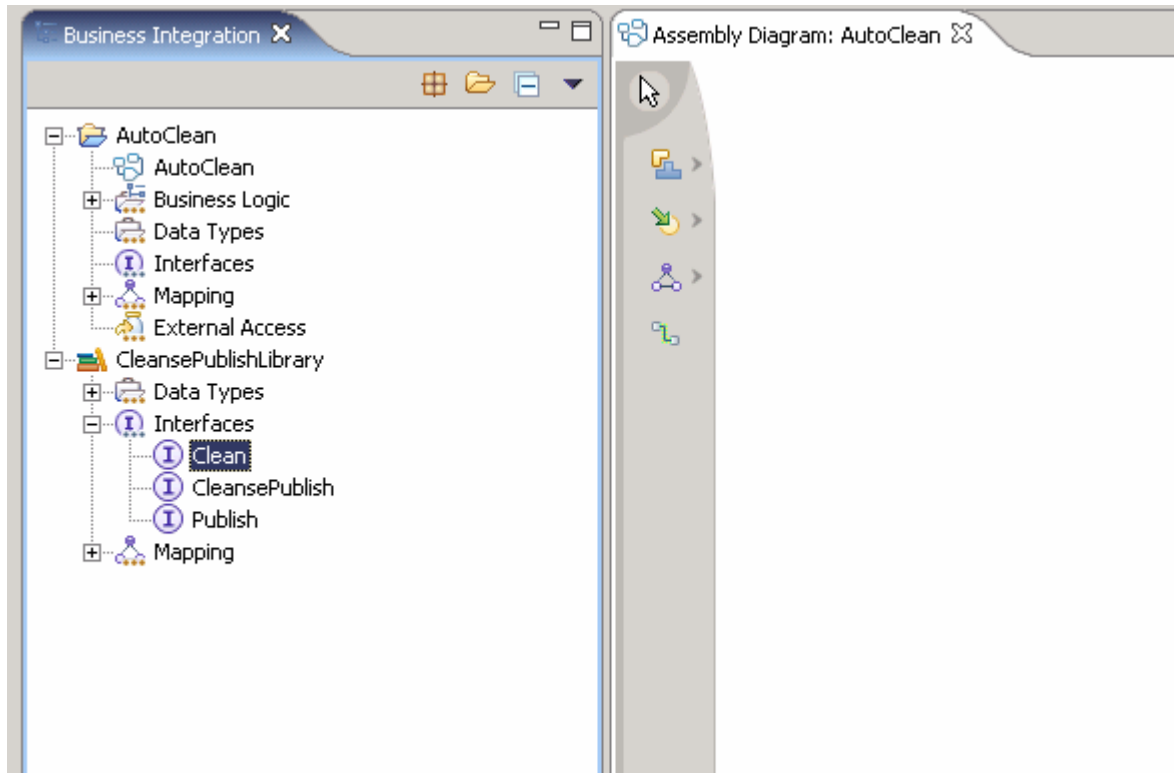 Business Integration
Assembly Diagram: AutoClean
AutoClean
AutoClean
Business Logic
Data Types
Interfaces
Mapping
External Access
CleansePublishLibrary
Data Types
Interfaces
Clean
CleansePublish
Publish
Mapping